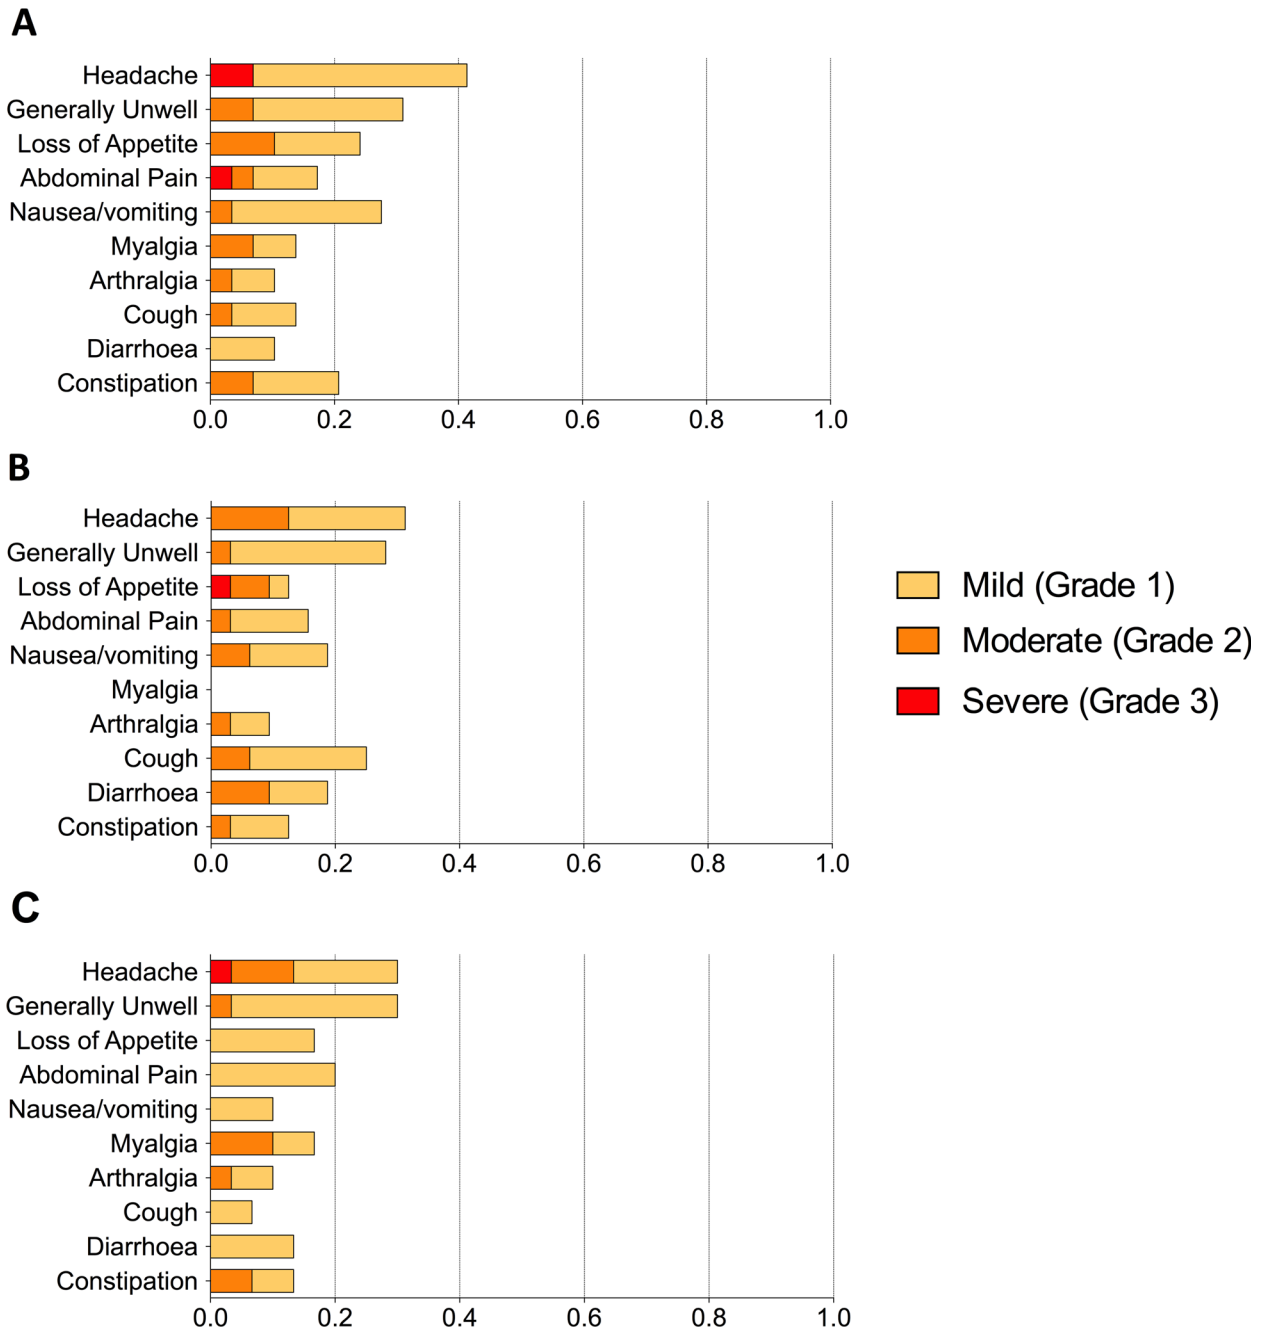 A
Headache
Generally Unwell
Loss of Appetite
Abdominal Pain
Nausea/vomiting
Myalgia
Arthralgia
Cough
Diarrhoea
Constipation
0.0 0.2 0.4 0.6 0.8 1.0
B
Headache
Generally Unwell
Loss of Appetite
Abdominal Pain
Nausea/vomiting
Myalgia
Arthralgia
Cough
Diarrhoea
Constipation
0.0 0.2 0.4 0.6 0.8 1.0
Mild (Grade 1)
Moderate (Grade 2)
Severe (Grade 3)
C
Headache
Generally Unwell
Loss of Appetite
Abdominal Pain
Nausea/vomiting
Myalgia
Arthralgia
Cough
Diarrhoea
Constipation
0.0 0.2 0.4 0.6 0.8 1.0